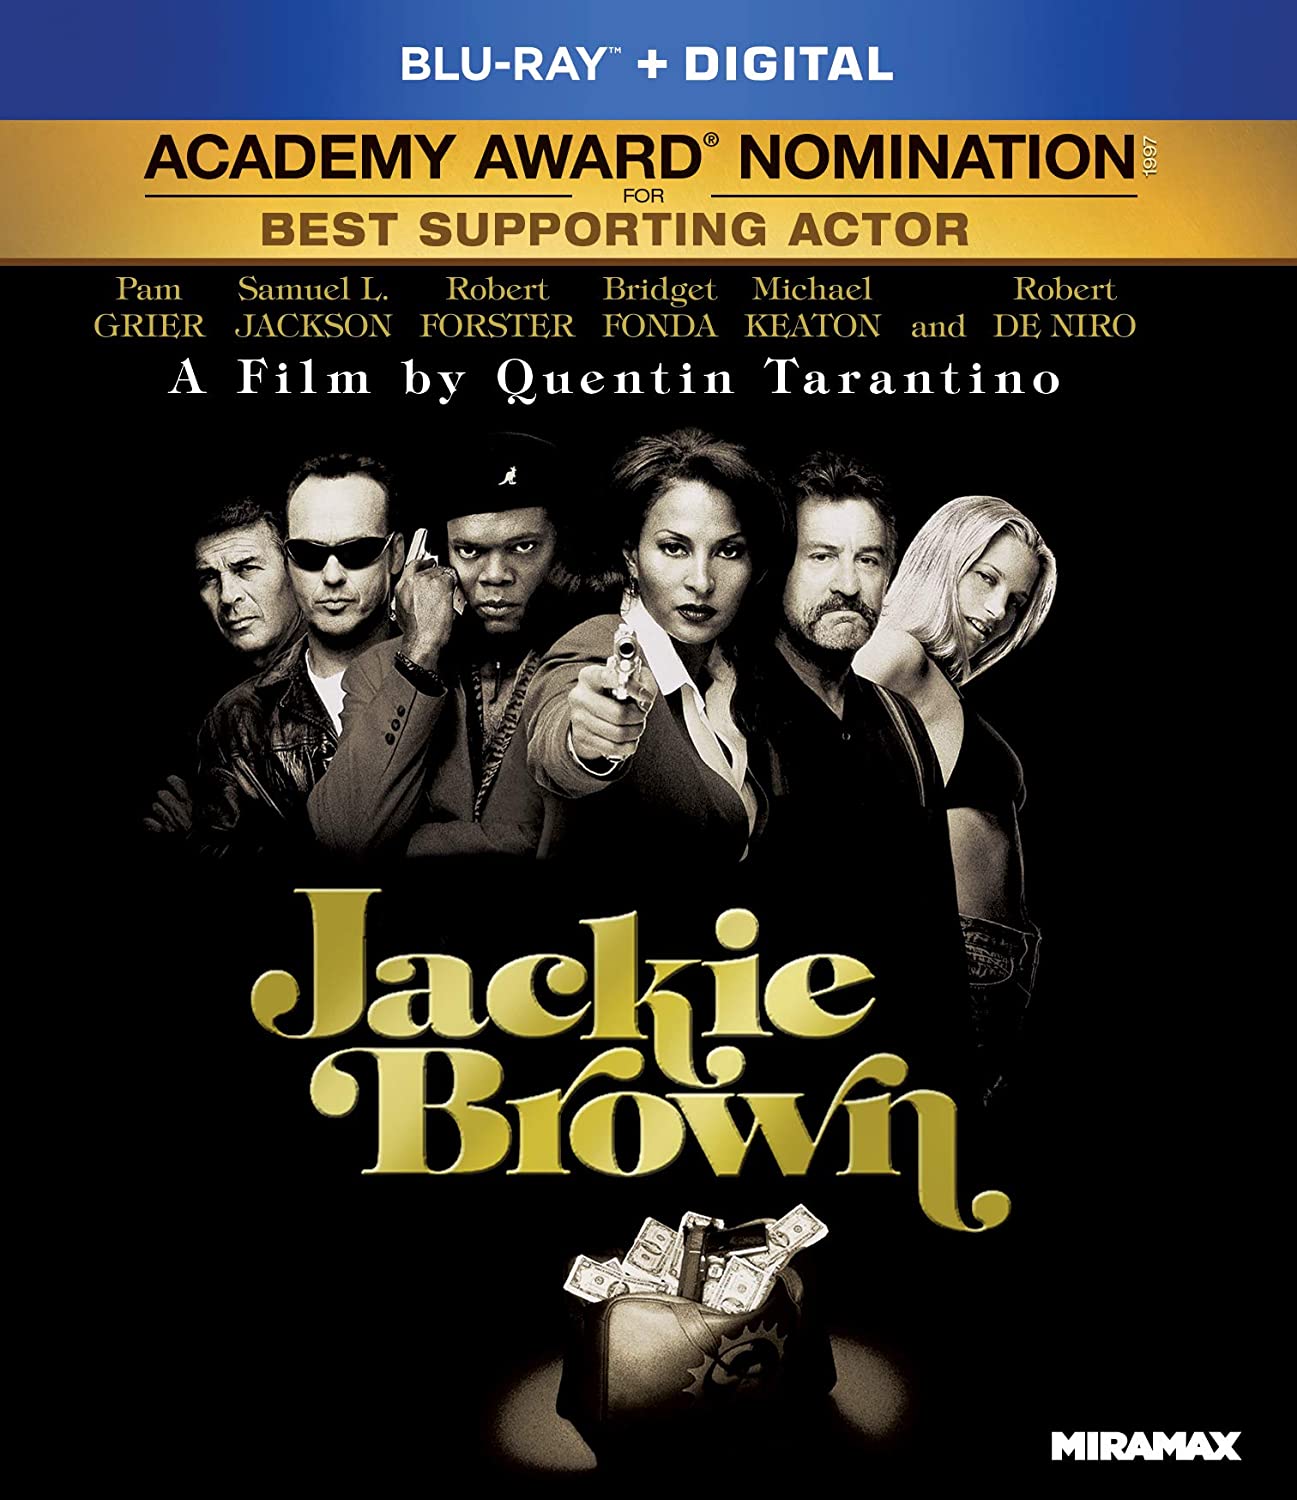 BLU-RAY™ + DIGITAL
ACADEMY AWARD® NOMINATION 1997
FOR
BEST SUPPORTING ACTOR
Pam GRIER
Samuel L. JACKSON
Robert FORSTER
Bridget FONDA
Michael KEATON
and
Robert DE NIRO
A Film by Quentin Tarantino
Jackie
Brown
MIRAMAX